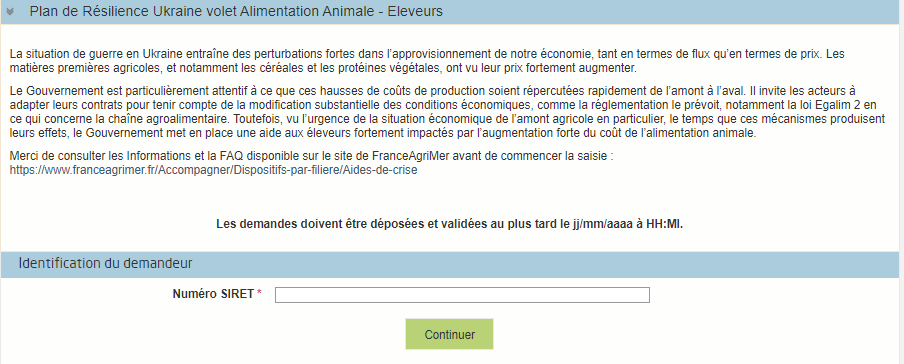 Plan de Résilience Ukraine volet Alimentation Animale - Eleveurs
La situation de guerre en Ukraine entraîne des perturbations fortes dans l'approvisionnement de notre économie, tant en termes de flux qu'en termes de prix. Les
matières premières agricoles, et notamment les céréales et les protéines végétales, ont vu leur prix fortement augmenter.
Le Gouvernement est particulièrement attentif à ce que ces hausses de coûts de production soient répercutées rapidement de l'amont à l'aval. Il invite les acteurs à
adapter leurs contrats pour tenir compte de la modification substantielle des conditions économiques, comme la réglementation le prévoit, notamment la loi Egalim 2 en
ce qui concerne la chaîne agroalimentaire. Toutefois, vu l'urgence de la situation économique de l'amont agricole en particulier, le temps que ces mécanismes produisent
leurs effets, le Gouvernement met en place une aide aux éleveurs fortement impactés par l'augmentation forte du coût de l'alimentation animale.
Merci de consulter les Informations et la FAQ disponible sur le site de FranceAgriMer avant de commencer la saisie :
https://www.franceagrimer.fr/Accompagner/Dispositifs-par-filiere/Aides-de-crise
Les demandes doivent être déposées et validées au plus tard le jj/mm/aaaa à HH:MI.
Identification du demandeur
Numéro SIRET *
Continuer